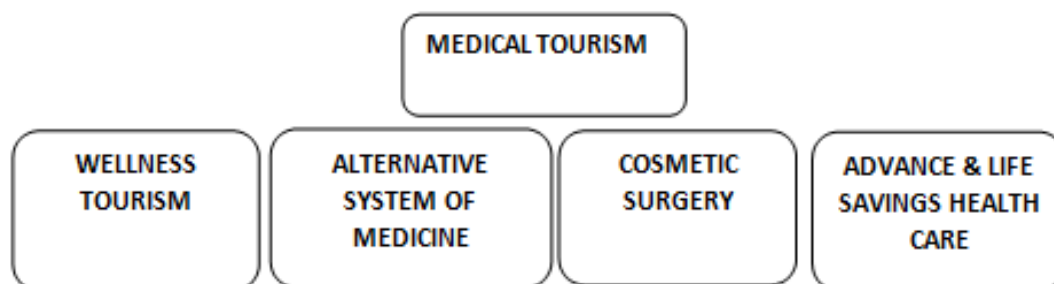 MEDICAL TOURISM
WELLNESS
TOURISM
ALTERNATIVE
SYSTEM OF
MEDICINE
COSMETIC
SURGERY
ADVANCE & LIFE
SAVINGS HEALTH
CARE